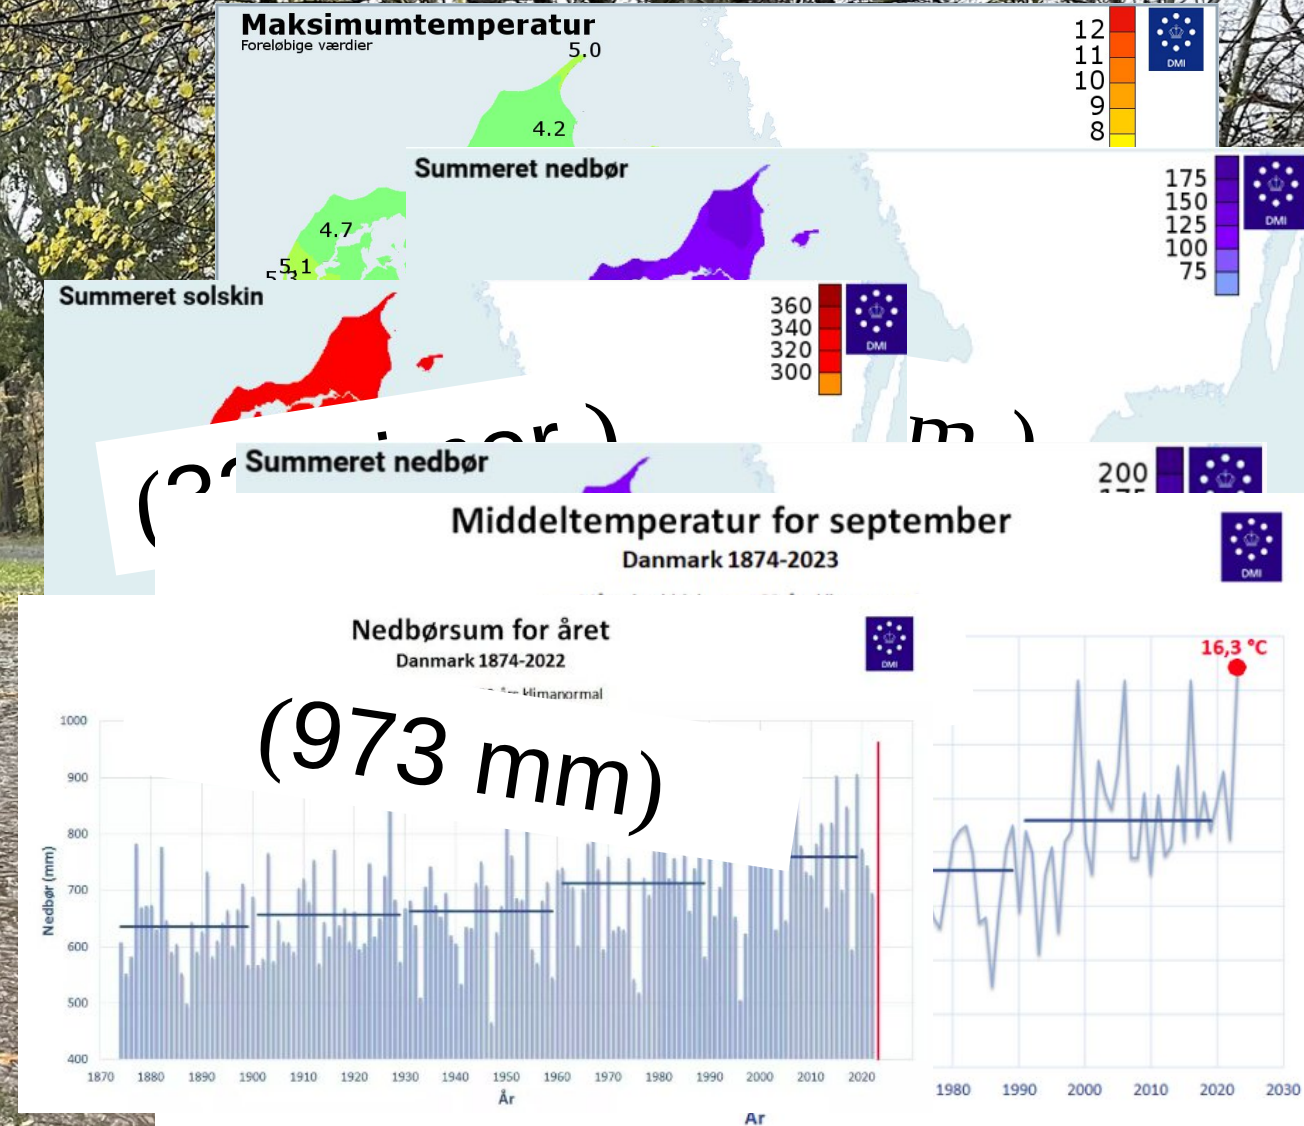 Maksimumtemperatur
Foreløbige værdier
5.0
4.2
4.7
5.1
12
11
10
9
8
DMI
Summeret nedbør
175
150
125
100
75
DMI
Summeret solskin
360
340
320
300
DMI
Summeret nedbør
200
Middeltemperatur for september
Danmark 1874-2023
DMI
Nedbørsum for året
Danmark 1874-2022
klimanormal
DMI
(973 mm)
Nedbør (mm)
1000
900
800
700
600
500
400
1870 1880 1890 1900 1910 1920 1930 1940 1950 1960 1970 1980 1990 2000 2010 2020
År
16,3 °C
1980 1990 2000 2010 2020 2030
År